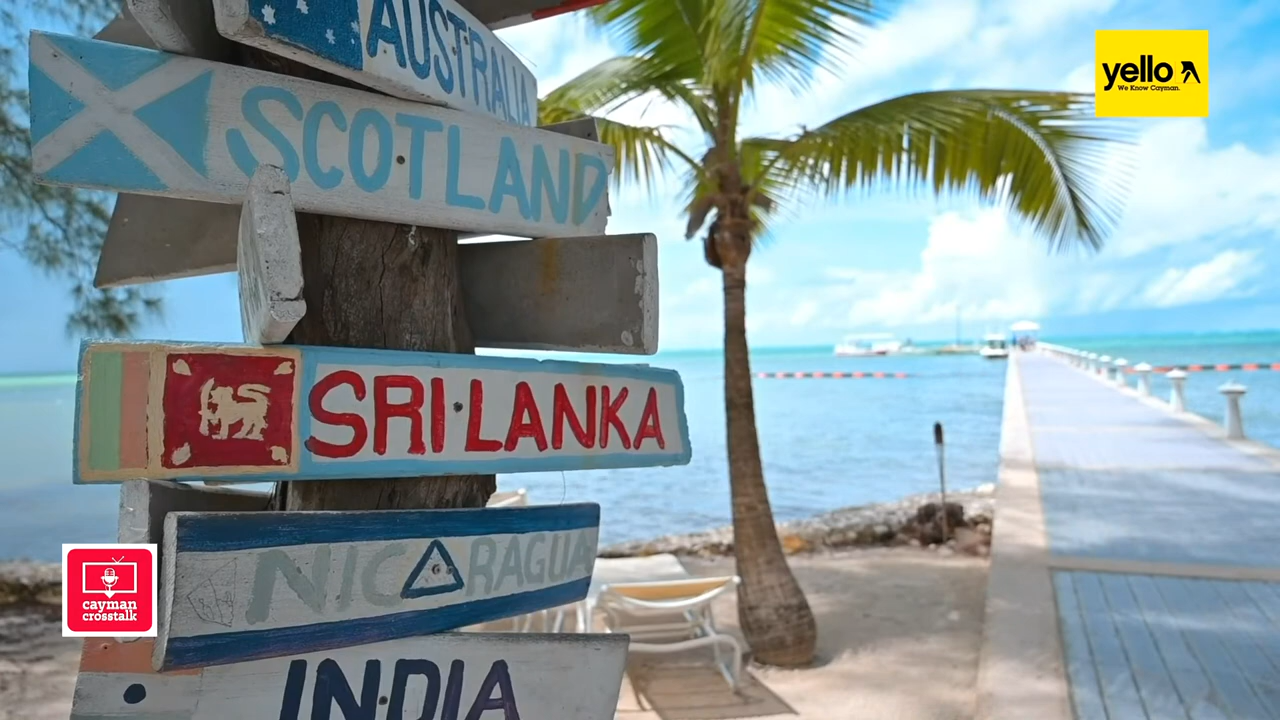 AUSTRALIA
yello
We Know Cayman.
SCOTLAND
SRI LANKA
NICARAGUA
cayman
crosstalk
INDIA